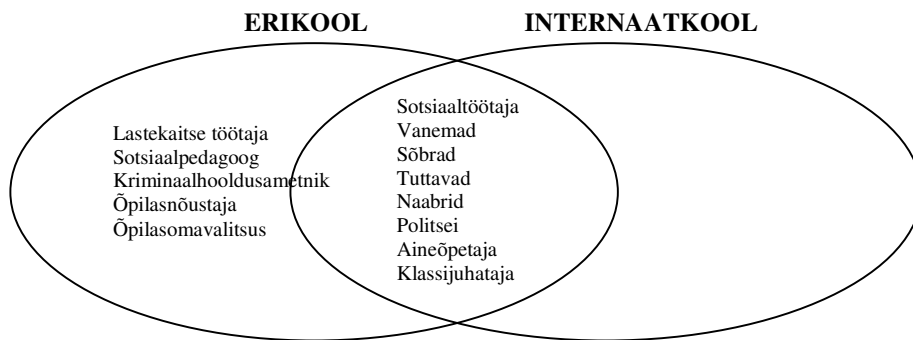 ERIKOOL
INTERNAATKOOL
Lastekaitse töötaja
Sotsiaalpedagoog
Kriminaalhooldusametnik
Õpilasnõustaja
Õpilasomavalitsus
Sotsiaaltöötaja
Vanemad
Sõbrad
Tuttavad
Naabrid
Politsei
Aineõpetaja
Klassijuhataja